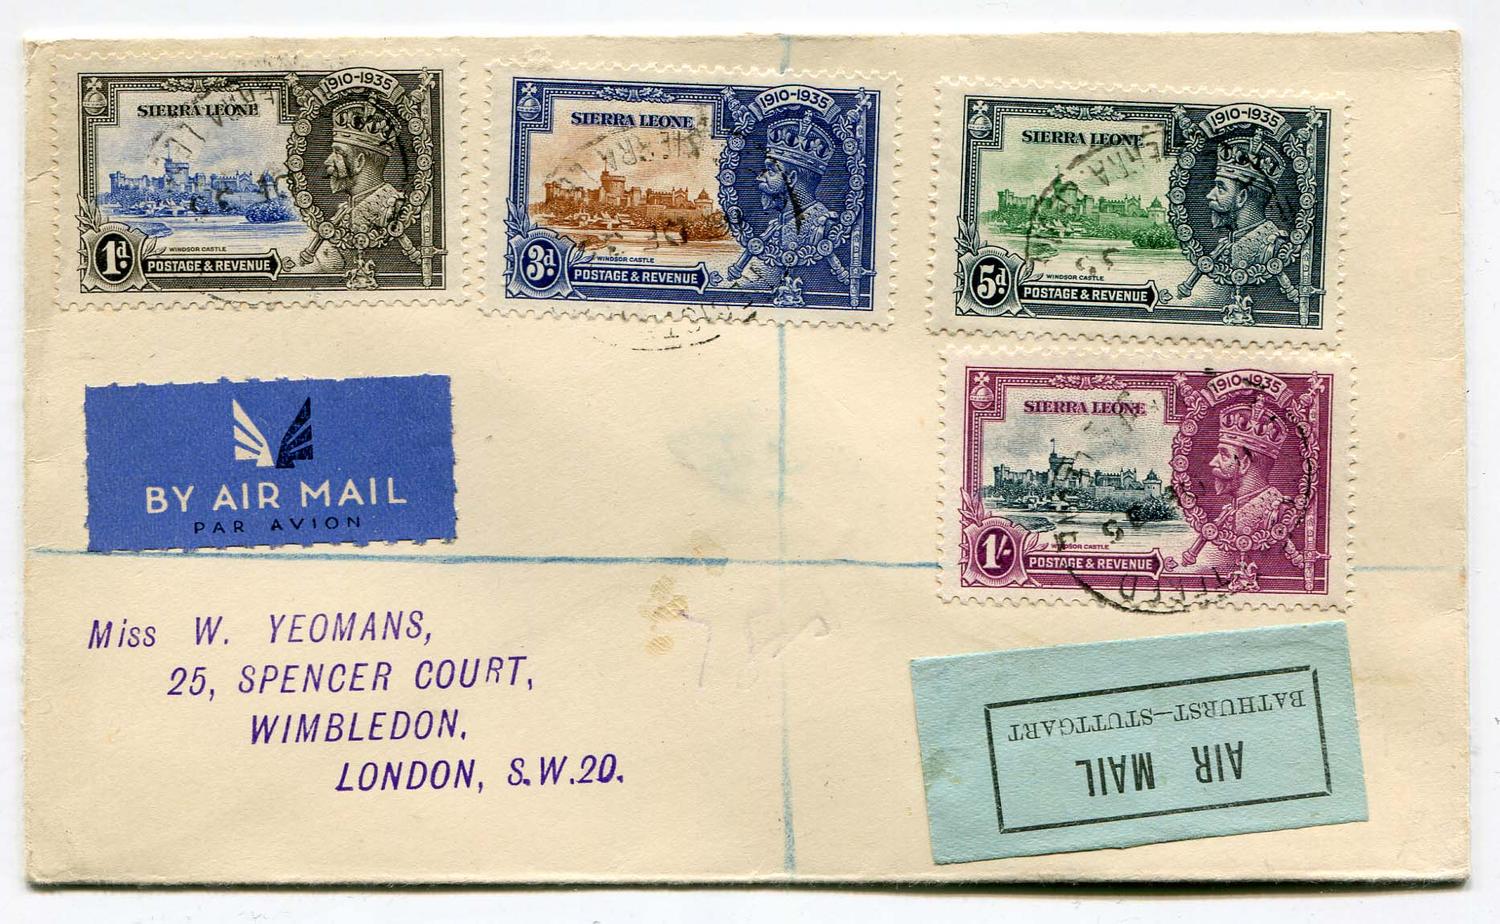 1910-1935
SIERRA LEONE
WINDSOR CASTLE
1d.
POSTAGE & REVENUE
1910-1935
SIERRA LEONE
WINDSOR CASTLE
3d.
POSTAGE & REVENUE
SIERRA
DE
1910-1935
SIERRA LEONE
WINDSOR CASTLE
5d.
POSTAGE & REVENUE
1910-1935
SIERRA LEONE
WINDSOR CASTLE
1/-
POSTAGE & REVENUE
BY AIR MAIL
PAR AVION
Miss W. YEOMANS,
25, SPENCER COURT,
WIMBLEDON,
LONDON, S.W.20.
AIR MAIL
BATHURST—STUTTGART